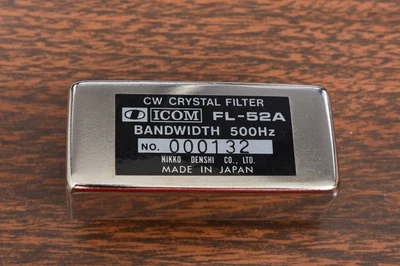 CW CRYSTAL FILTER
ICOM FL-52A
BANDWIDTH 500Hz
NO. 000132
NIKKO DENSHI CO., LTD.
MADE IN JAPAN